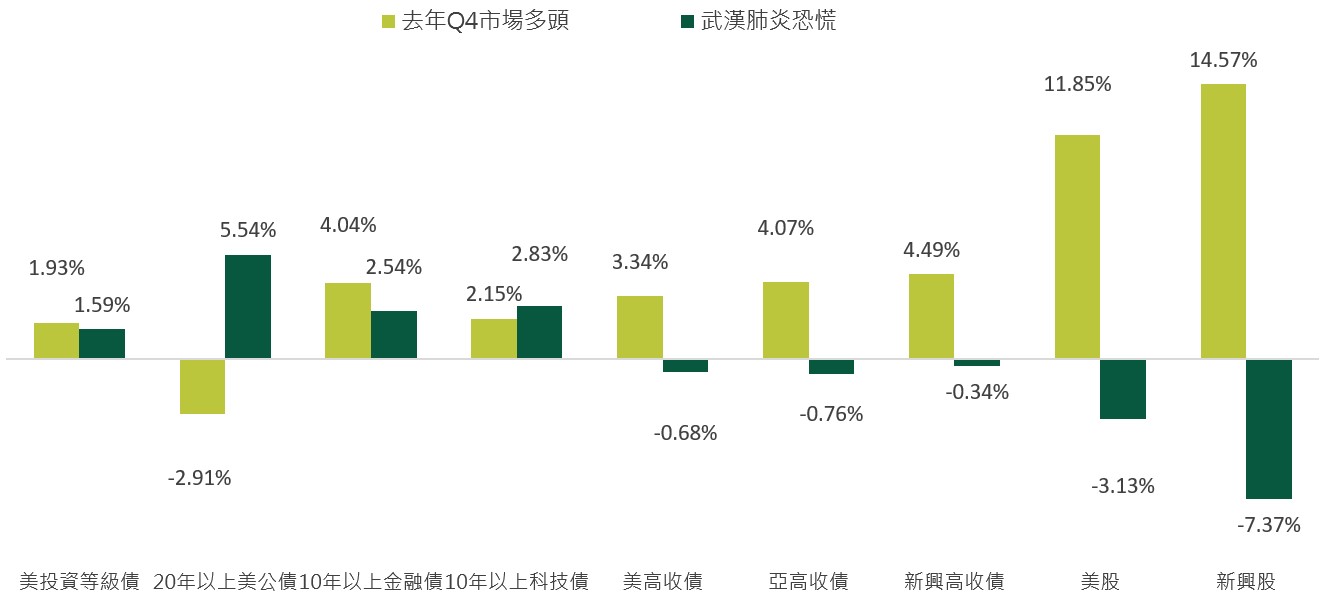 去年Q4市場多頭 武漢肺炎恐慌
14.57%
11.85%
5.54% 4.04% 4.07%
1.93% 2.54% 2.83% 3.34% 4.49%
1.59% 2.15%
-0.34%
-0.68% -0.76%
-2.91% -3.13%
-7.37%
美投資等級債 20年以上美公債 10年以上金融債 10年以上科技債 美高收債 亞高收債 新興高收債 美股 新興股